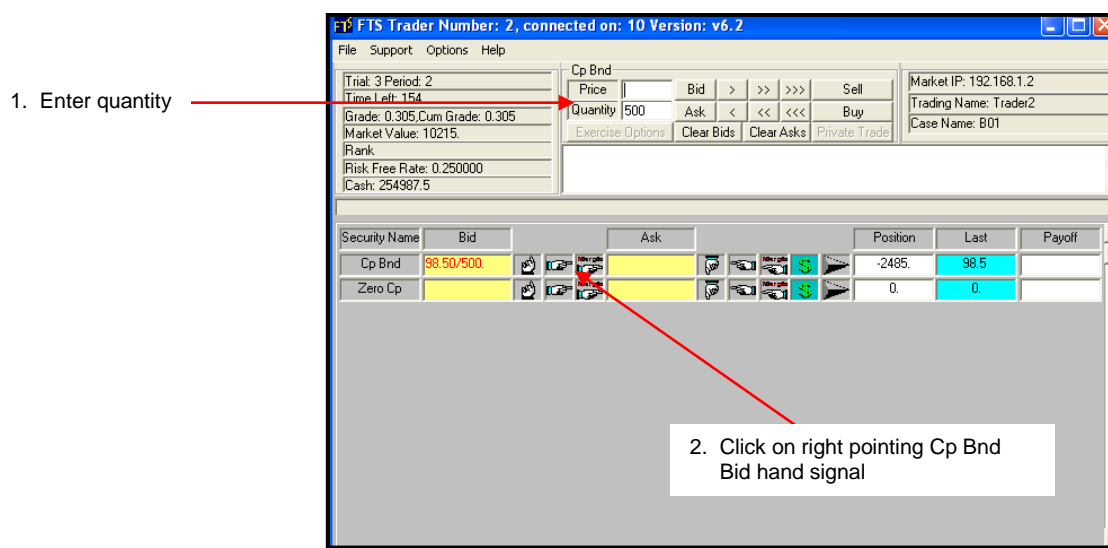 FTS Trader Number: 2, connected on: 10 Version: v6.2
File Support Options Help
1. Enter quantity
Trial: 3 Period: 2
Time Left: 154
Grade: 0.305,Cum Grade: 0.305
Market Value: 10215.
Rank
Risk Free Rate: 0.250000
Cash: 254987.5
Cp Bnd
Price Bid > >> >>> Sell
Quantity 500 Ask < << <<< Buy
Exercise Options Clear Bids Clear Asks Private Trade
Market IP: 192.168.1.2
Trading Name: Trader2
Case Name: B01
Security Name Bid Ask Position Last Payoff
Cp Bnd 98.50/500. $ -2485. 98.5
Zero Cp $ 0. 0.
2. Click on right pointing Cp Bnd
Bid hand signal